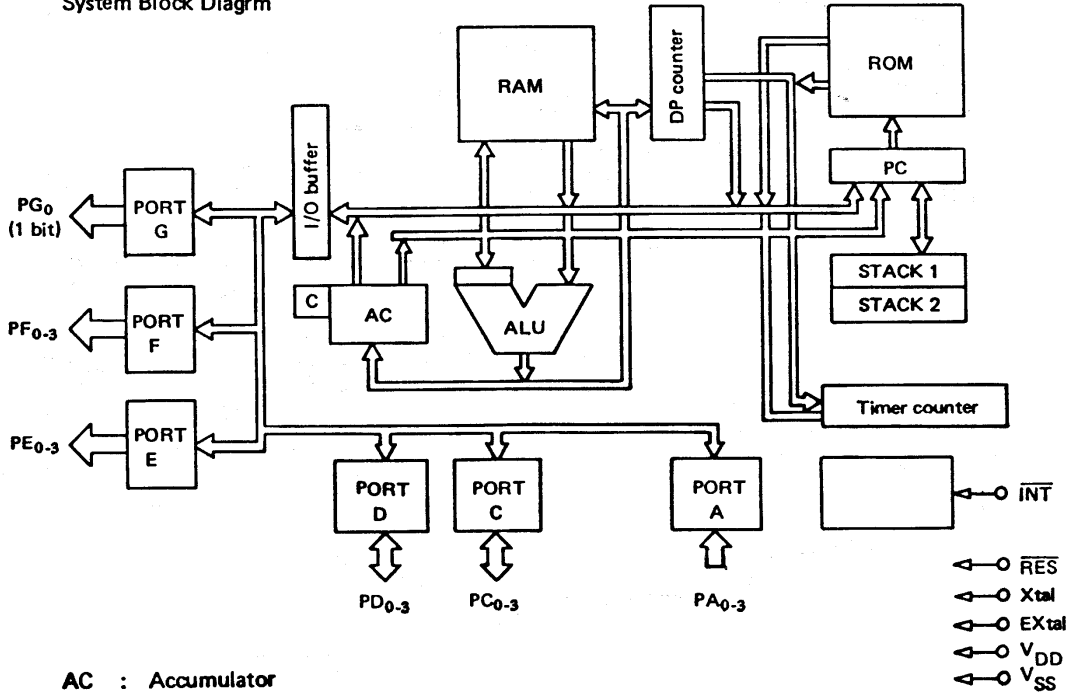 System Block Diagrm
RAM
DP counter
ROM
PC
I/O buffer
PG0
(1 bit)
PORT
G
STACK 1
STACK 2
C
AC
ALU
PF0-3
PORT
F
Timer counter
PE0-3
PORT
E
PORT
D
PORT
C
PORT
A
INT
PD0-3
PC0-3
PA0-3
RES
Xtal
EXtal
VDD
VSS
AC : Accumulator